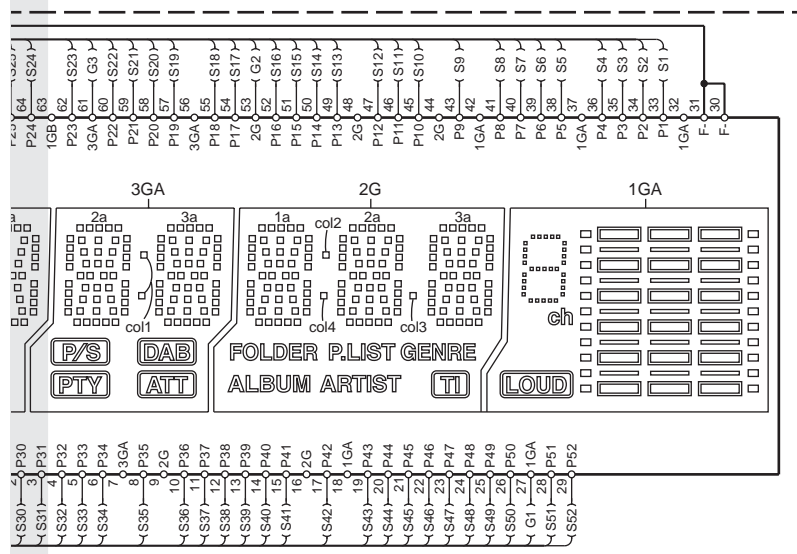 S24 S23 G3 S22 S21 S20 S19 S18 S17 G2 S16 S15 S14 S13 S12 S11 S10 S9 S8 S7 S6 S5 S4 S3 S2 S1
64 63 62 61 60 59 58 57 56 55 54 53 52 51 50 49 48 47 46 45 44 43 42 41 40 39 38 37 36 35 34 33 32 31 30
P24 1GB P23 3GA P22 P21 P20 P19 3GA P18 P17 2G P16 P15 P14 P13 2G P12 P11 P10 2G P9 1GA P8 P7 P6 P5 1GA P4 P3 P2 P1 1GA F- F-
3GA 2G 1GA
a 2a 3a 1a col2 2a 3a
col1 col4 col3 ch
P/S DAB FOLDER P.LIST GENRE
PTY ATT ALBUM ARTIST TI LOUD
P30 P31 P32 P33 P34 3GA P35 2G P36 P37 P38 P39 P40 P41 2G P42 1GA P43 P44 P45 P46 P47 P48 P49 P50 1GA P51 P52
2 3 4 5 6 7 8 9 10 11 12 13 14 15 16 17 18 19 20 21 22 23 24 25 26 27 28 29
S30 S31 S32 S33 S34 S35 S36 S37 S38 S39 S40 S41 S42 S43 S44 S45 S46 S47 S48 S49 S50 G1 S51 S52